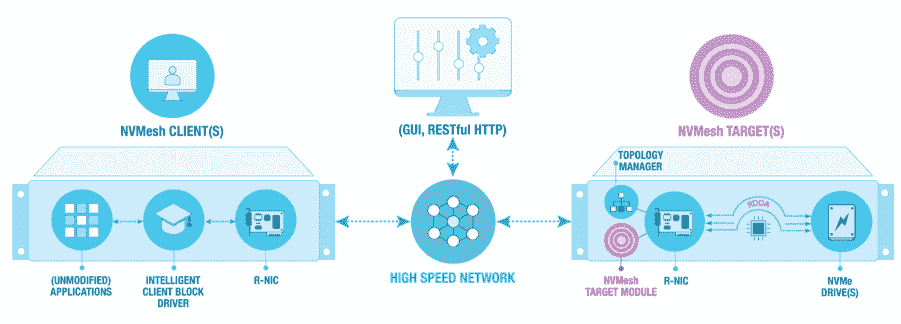 NVMesh CLIENT(S)
(GUI, RESTful HTTP)
NVMesh TARGET(S)
TOPOLOGY
MANAGER
RDDA
(UNMODIFIED)
APPLICATIONS
INTELLIGENT
CLIENT BLOCK
DRIVER
R-NIC
HIGH SPEED NETWORK
NVMesh
TARGET MODULE
R-NIC
NVMe
DRIVE(S)